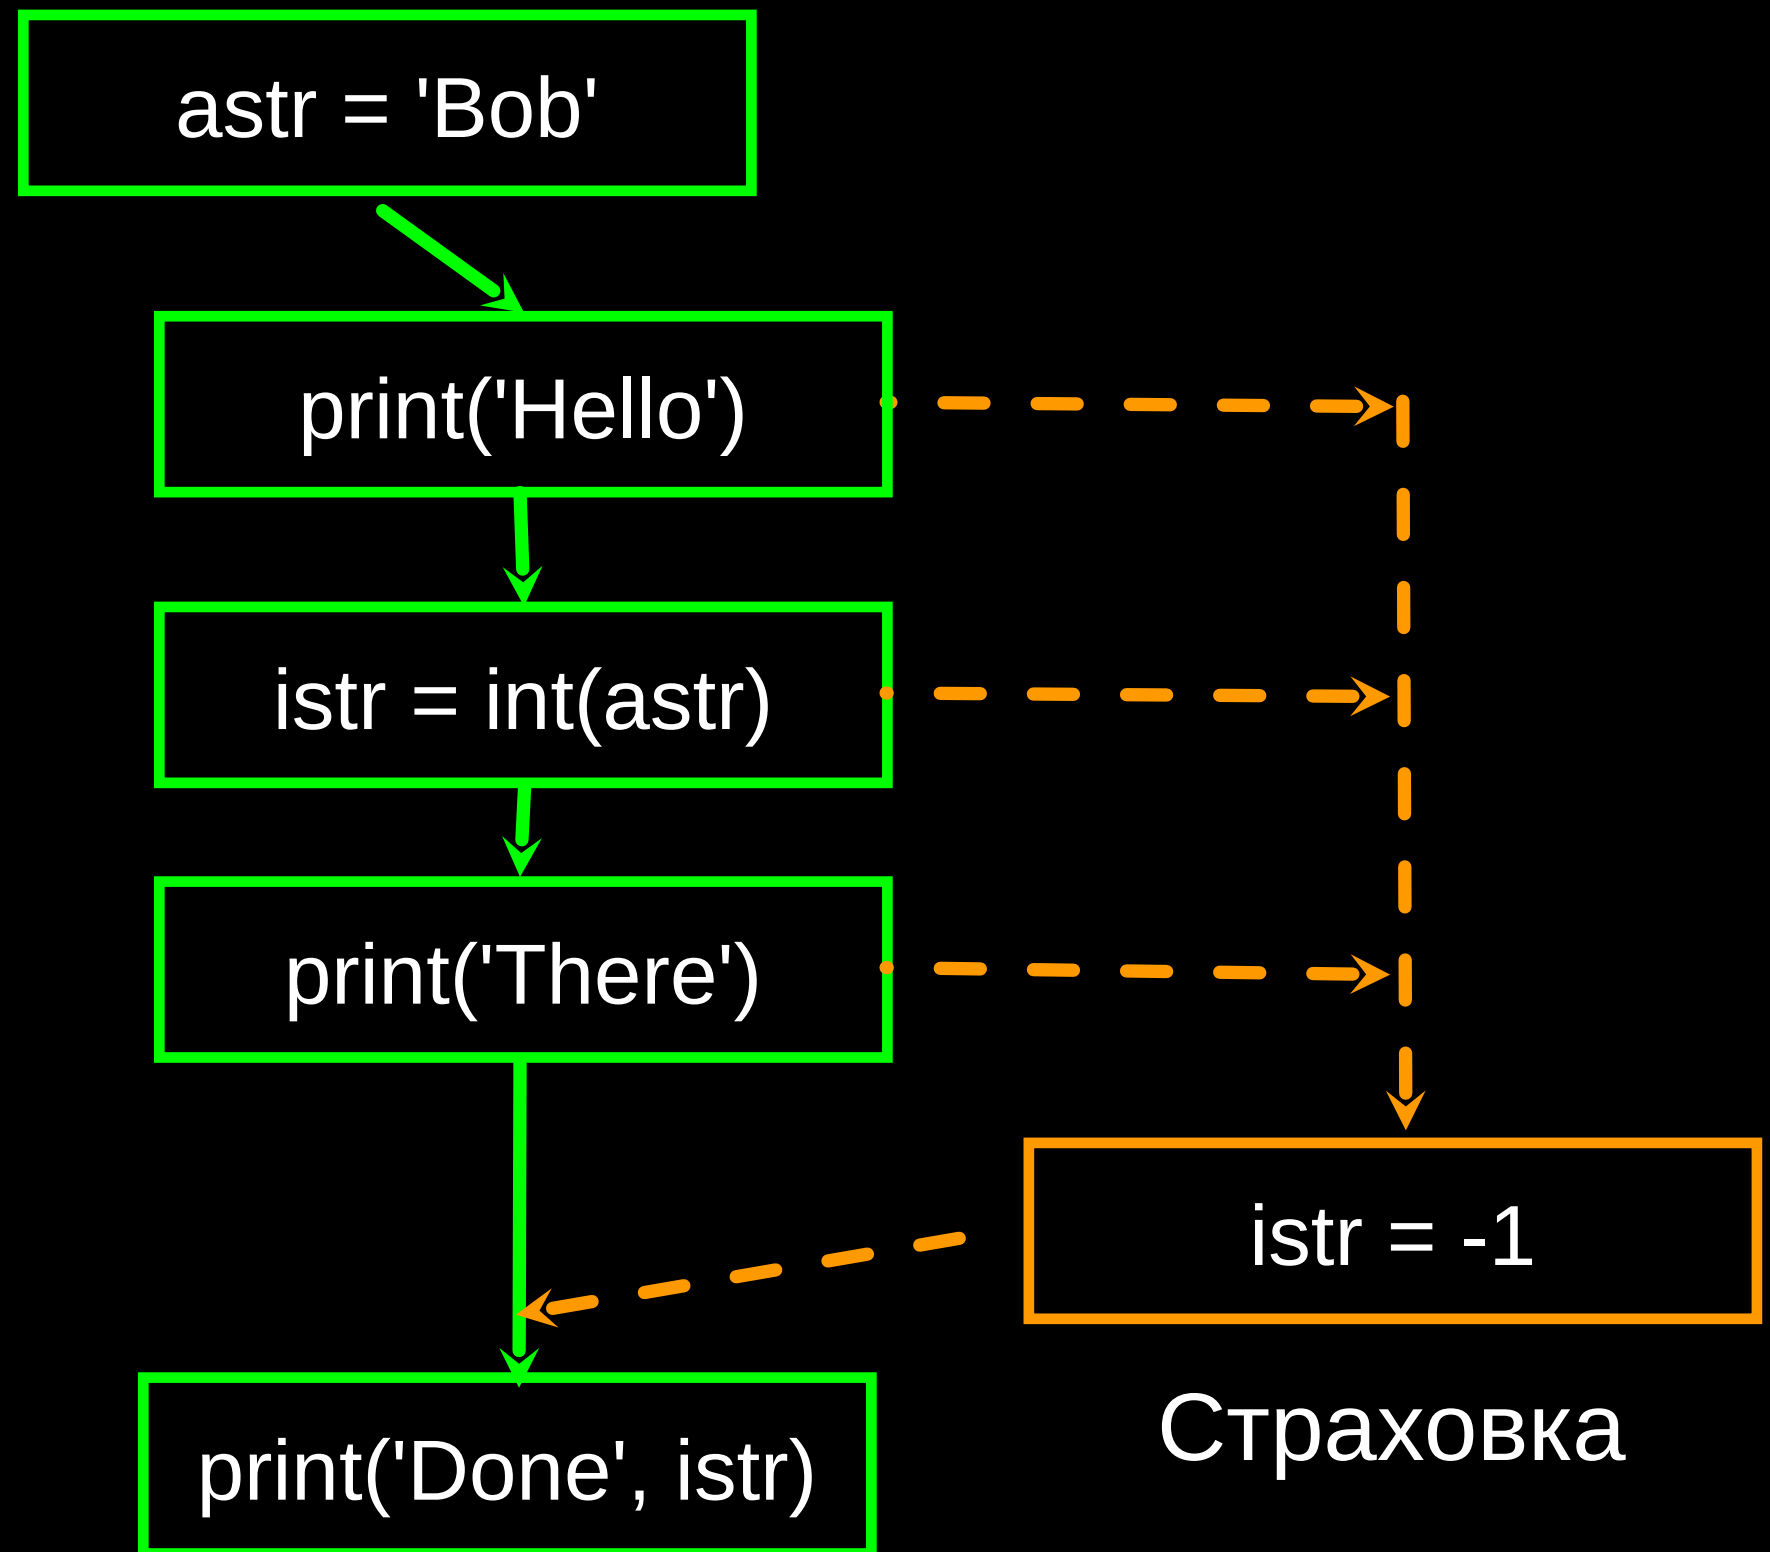 astr = 'Bob'
print('Hello')
istr = int(astr)
print('There')
istr = -1
Страховка
print('Done', istr)